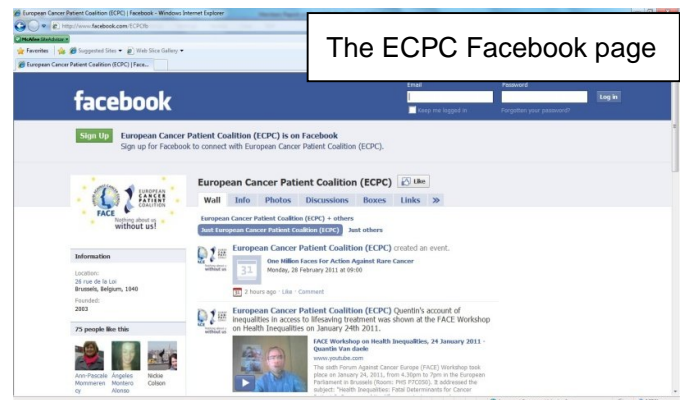 European Cancer Patient Coalition (ECPC) | Facebook - Windows Internet Explorer
The ECPC Facebook page
http://www.facebook.com/ECPCfb
McAfee SiteAdvisor
Favorites Suggested Sites Web Slice Gallery
European Cancer Patient Coalition (ECPC) | Face...
facebook
Email Password
Keep me logged in Forgotten your password?
Log in
Sign Up
European Cancer Patient Coalition (ECPC) is on Facebook
Sign up for Facebook to connect with European Cancer Patient Coalition (ECPC).
FACE
EUROPEAN
CANCER
PATIENT
COALITION
Nothing about us
without us!
European Cancer Patient Coalition (ECPC) Like
Wall Info Photos Discussions Boxes Links »
European Cancer Patient Coalition (ECPC) + others
Just European Cancer Patient Coalition (ECPC) Just others
Information
Location:
26 rue de la Loi
Brussels, Belgium, 1040
Founded:
2003
75 people like this
Ann-Pascale
Mommeren
cy
Angeles
Montero
Alonso
Nickie
Colson
European Cancer Patient Coalition (ECPC) created an event.
31
One Million Faces For Action Against Rare Cancer
Monday, 28 February 2011 at 09:00
2 hours ago · Like · Comment
European Cancer Patient Coalition (ECPC) Quentin's account of
inequalities in access to lifesaving treatment was shown at the FACE Workshop
on Health Inequalities on January 24th 2011.
FACE Workshop on Health Inequalities, 24 January 2011 -
Quentin Van daele
www.youtube.com
The sixth Forum Against Cancer Europe (FACE) Workshop took
place on January 24, 2011, from 4.30pm to 7pm in the European
Parliament in Brussels (Room: PHS P7C050). It addressed the
subject: "Health Inequalities: Fatal Determinants for Cancer